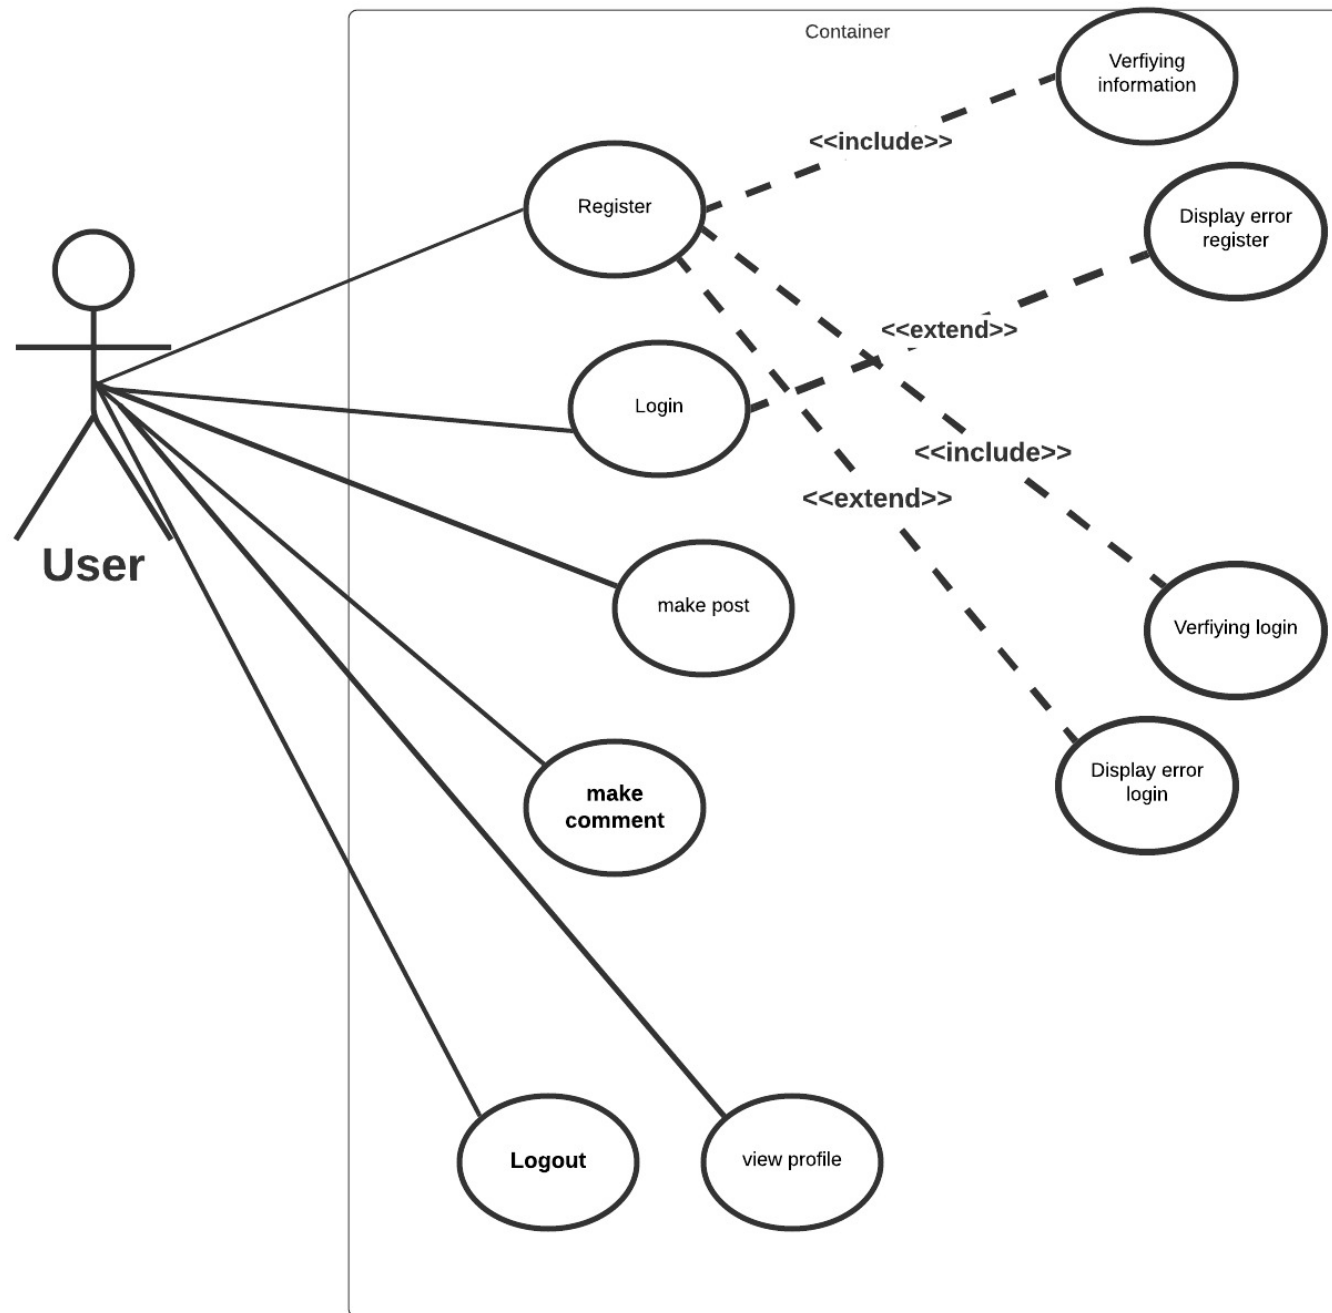 Container
Verfiying
information
<<include>>
Register
Display error
register
<<extend>>
Login
<<include>>
<<extend>>
User
make post
Verfiying login
Display error
login
make
comment
Logout
view profile